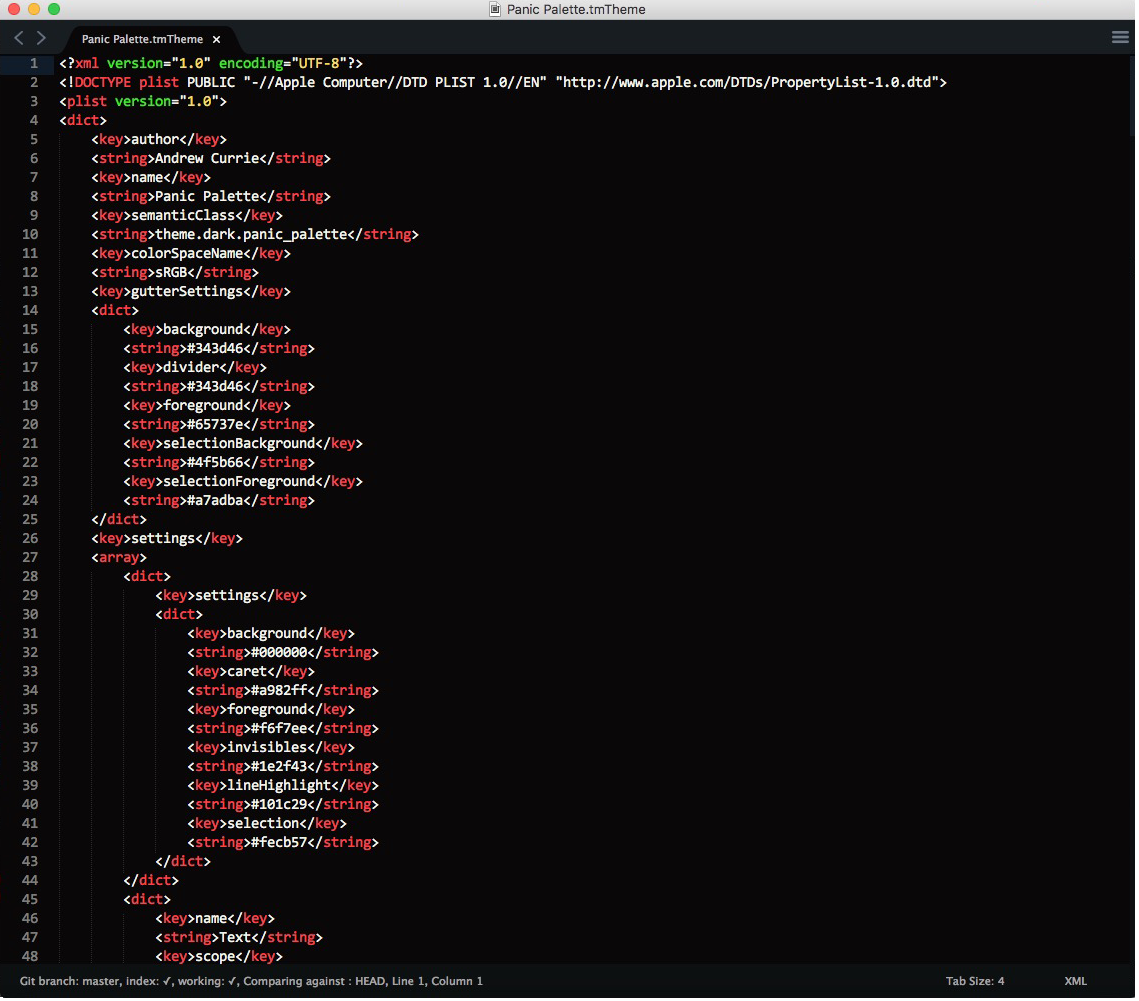 Panic Palette.tmTheme
Panic Palette.tmTheme ×
1 <?xml version="1.0" encoding="UTF-8"?>
2 <!DOCTYPE plist PUBLIC "-//Apple Computer//DTD PLIST 1.0//EN" "http://www.apple.com/DTDs/PropertyList-1.0.dtd">
3 <plist version="1.0">
4 <dict>
5 <key>author</key>
6 <string>Andrew Currie</string>
7 <key>name</key>
8 <string>Panic Palette</string>
9 <key>semanticClass</key>
10 <string>theme.dark.panic_palette</string>
11 <key>colorSpaceName</key>
12 <string>sRGB</string>
13 <key>gutterSettings</key>
14 <dict>
15 <key>background</key>
16 <string>#343d46</string>
17 <key>divider</key>
18 <string>#343d46</string>
19 <key>foreground</key>
20 <string>#65737e</string>
21 <key>selectionBackground</key>
22 <string>#4f5b66</string>
23 <key>selectionForeground</key>
24 <string>#a7adba</string>
25 </dict>
26 <key>settings</key>
27 <array>
28 <dict>
29 <key>settings</key>
30 <dict>
31 <key>background</key>
32 <string>#000000</string>
33 <key>caret</key>
34 <string>#a982ff</string>
35 <key>foreground</key>
36 <string>#f6f7ee</string>
37 <key>invisibles</key>
38 <string>#1e2f43</string>
39 <key>lineHighlight</key>
40 <string>#101c29</string>
41 <key>selection</key>
42 <string>#fecb57</string>
43 </dict>
44 </dict>
45 <dict>
46 <key>name</key>
47 <string>Text</string>
48 <key>scope</key>
Git branch: master, index: ✓, working: ✓, Comparing against : HEAD, Line 1, Column 1 Tab Size: 4 XML